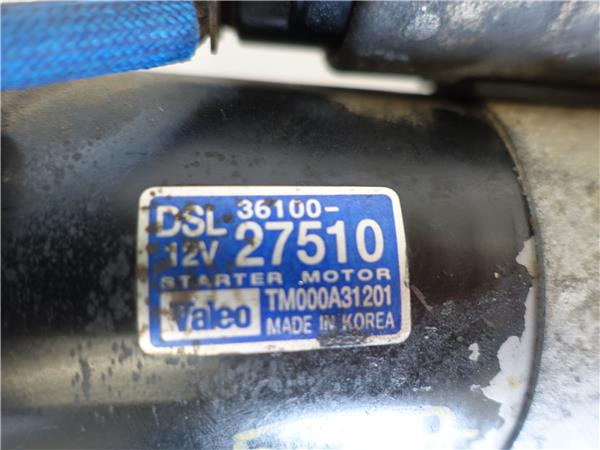 DSL 36100-
12V 27510
STARTER MOTOR
Valeo TM000A31201
MADE IN KOREA